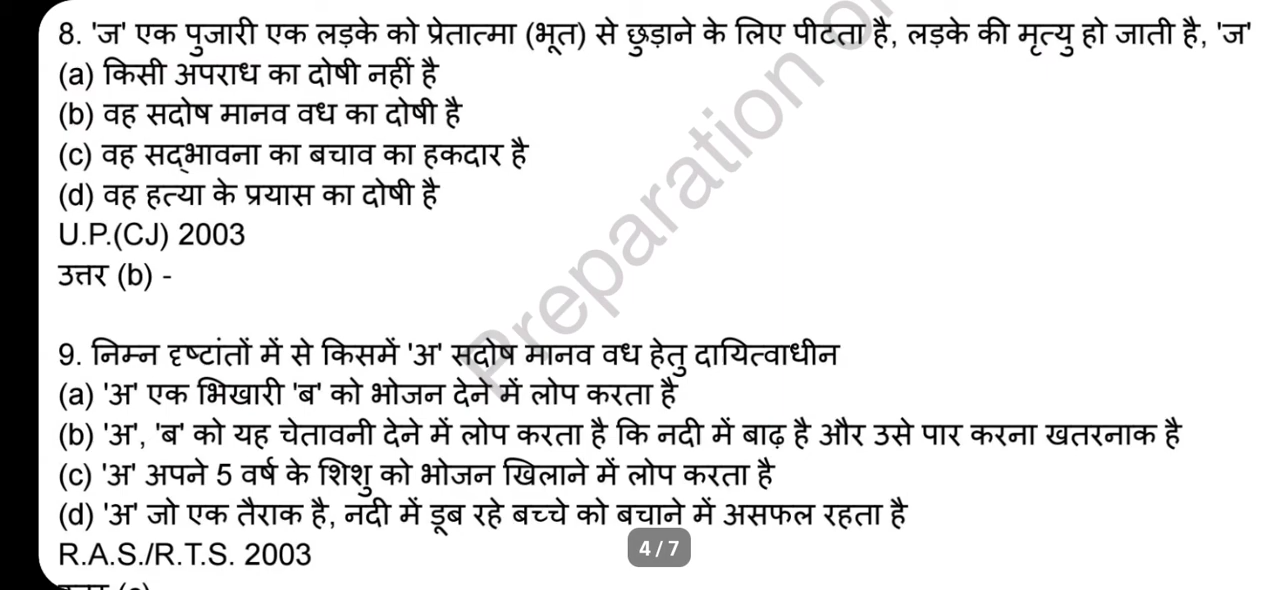 8. 'ज' एक पुजारी एक लड़के को प्रेतात्मा (भूत) से छुड़ाने के लिए पीटता है, लड़के की मृत्यु हो जाती है, 'ज'
(a) किसी अपराध का दोषी नहीं है
(b) वह सदोष मानव वध का दोषी है
(c) वह सद्‌भावना का बचाव का हकदार है
(d) वह हत्या के प्रयास का दोषी है
U.P.(CJ) 2003
उत्तर (b) -
9. निम्न दृष्टांतों में से किसमें 'अ' सदोष मानव वध हेतु दायित्वाधीन
(a) 'अ' एक भिखारी 'ब' को भोजन देने में लोप करता है
(b) 'अ', 'ब' को यह चेतावनी देने में लोप करता है कि नदी में बाढ़ है और उसे पार करना खतरनाक है
(c) 'अ' अपने 5 वर्ष के शिशु को भोजन खिलाने में लोप करता है
(d) 'अ' जो एक तैराक है, नदी में डूब रहे बच्चे को बचाने में असफल रहता है
R.A.S./R.T.S. 2003
4 / 7
Preparation